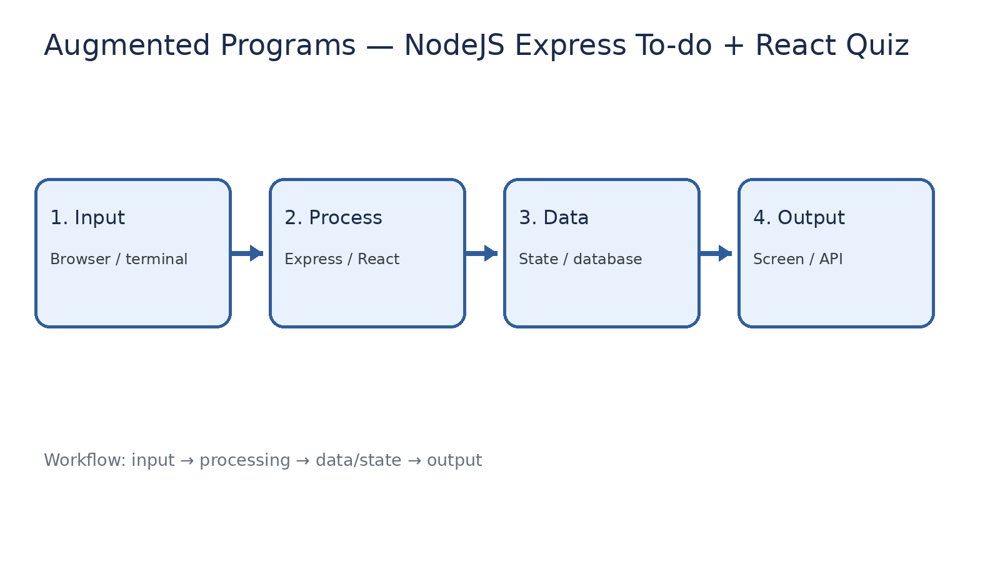 Augmented Programs — NodeJS Express To-do + React Quiz
1. Input
Browser / terminal
2. Process
Express / React
3. Data
State / database
4. Output
Screen / API
Workflow: input → processing → data/state → output